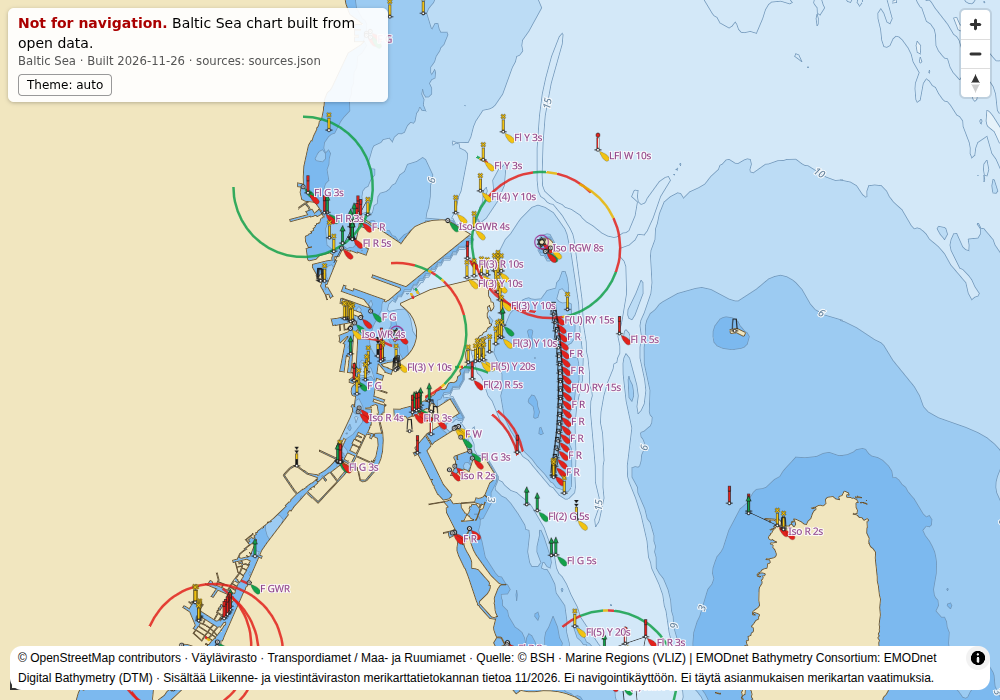 Not for navigation. Baltic Sea chart built from
open data.
Baltic Sea · Built 2026-11-26 · sources: sources.json
Theme: auto
G
15
Fl Y 3s
LFl W 10s
Fl Y 3s
10
6
Fl G 3s
Fl(4) Y 10s
Fl R 3s
F R
Iso GWR 4s
Fl R 5s
Iso RGW 8s
Fl(3) R 10s
Fl(3) Y 10s
Fl(3) Y 10s
6
F G
F(U) RY 15s
Iso WR 4s
F R
Fl R 5s
Fl(3) Y 10s
F R
Fl(3) Y 10s
Fl(5) Y 20s
F R
F G
Fl(2) R 5s
F(U) RY 15s
F R
Iso R 4s
Fl R 3s
F R
F W
F R
6
Fl G 3s
F R
Fl G 3s
Iso R 2s
F R
3
15
Fl(2) G 5s
Iso R 2s
F R
Fl G 5s
F GWR
3
6
Fl(5) Y 20s
Fl R 3s
© OpenStreetMap contributors · Väylävirasto · Transpordiamet / Maa- ja Ruumiamet · Quelle: © BSH · Marine Regions (VLIZ) | EMODnet Bathymetry Consortium: EMODnet
Digital Bathymetry (DTM) · Sisältää Liikenne- ja viestintäviraston merikarttatietokannan tietoa 11/2026. Ei navigointikäyttöön. Ei täytä asianmukaisen merikartan vaatimuksia.